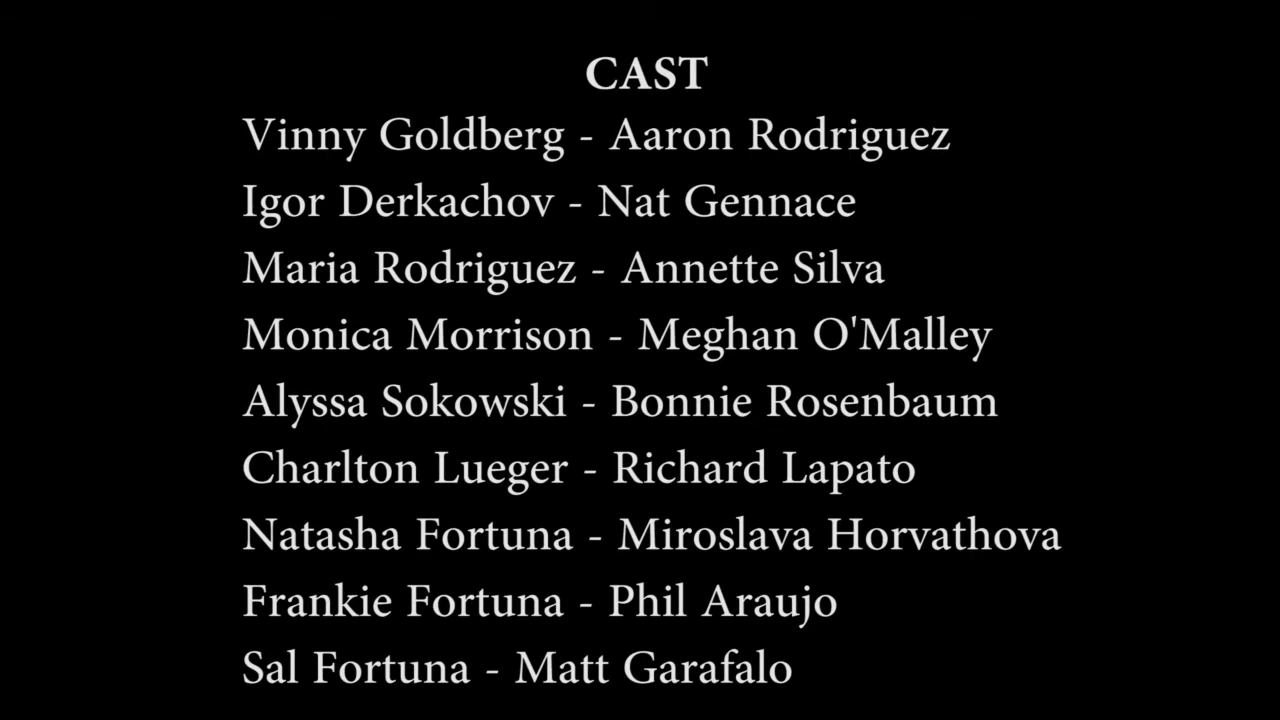 CAST
Vinny Goldberg - Aaron Rodriguez
Igor Derkachov - Nat Gennace
Maria Rodriguez - Annette Silva
Monica Morrison - Meghan O'Malley
Alyssa Sokowski - Bonnie Rosenbaum
Charlton Lueger - Richard Lapato
Natasha Fortuna - Miroslava Horvathova
Frankie Fortuna - Phil Araujo
Sal Fortuna - Matt Garafalo